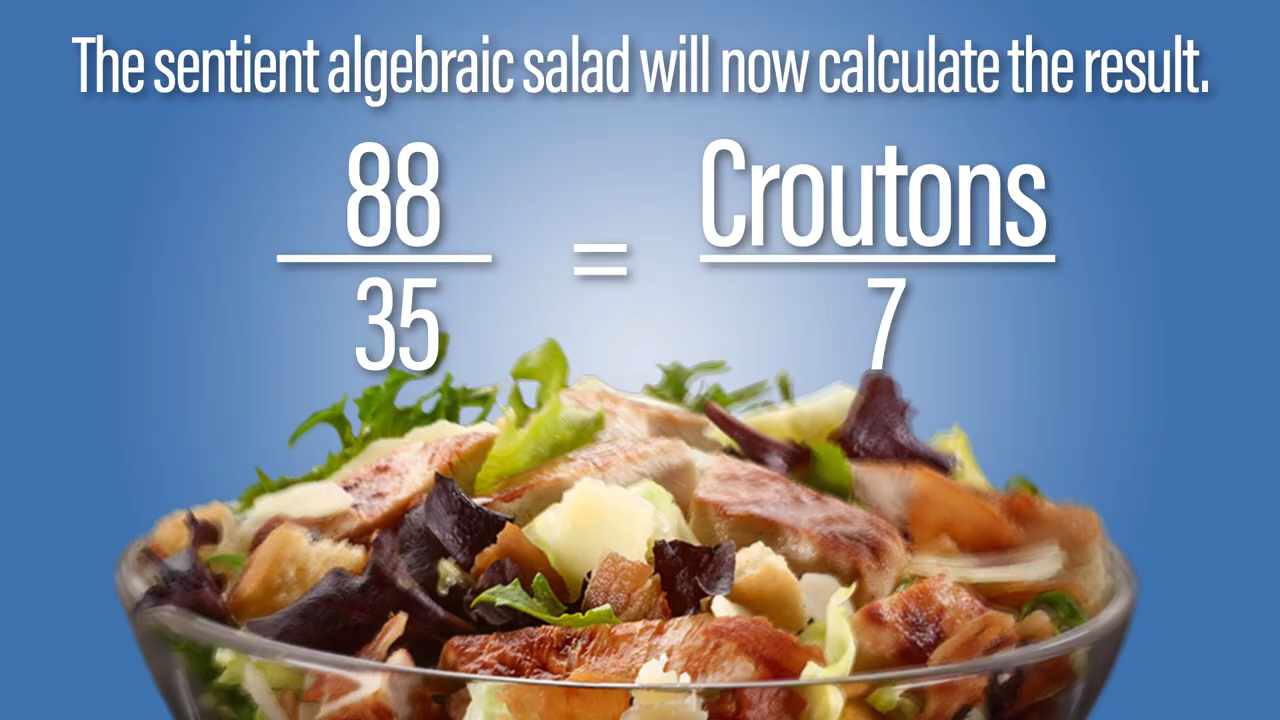 The sentient algebraic salad will now calculate the result.
88
35
=
Croutons
7